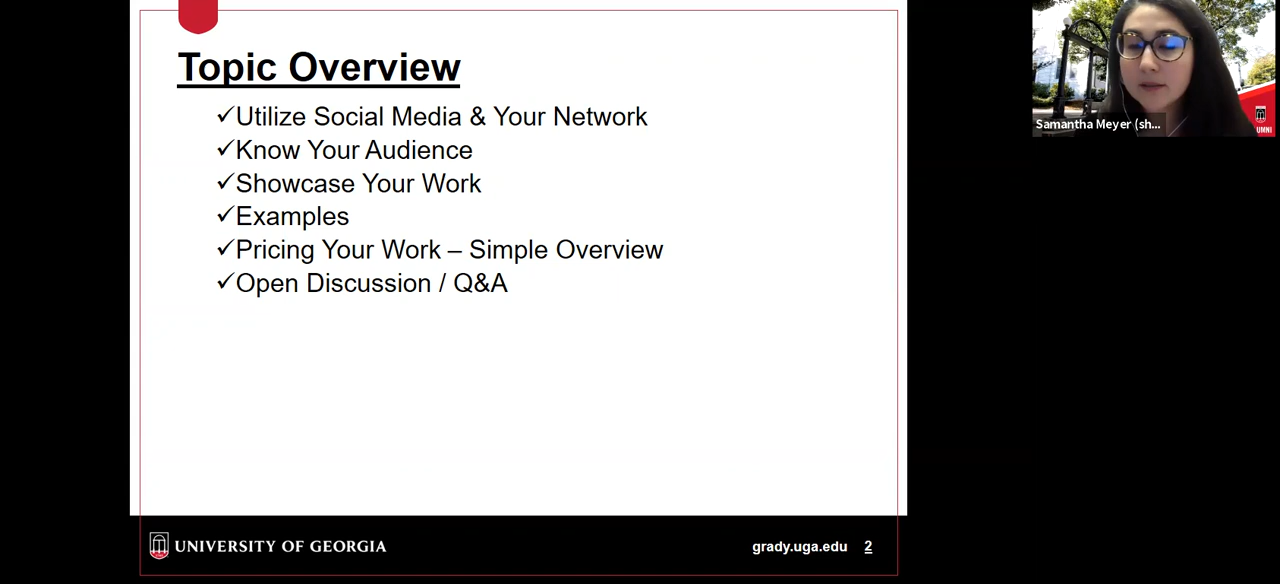 Topic Overview
✓Utilize Social Media & Your Network
✓Know Your Audience
✓Showcase Your Work
✓Examples
✓Pricing Your Work – Simple Overview
✓Open Discussion / Q&A
UNIVERSITY OF GEORGIA
grady.uga.edu 2
Samantha Meyer (sh...
UMNI